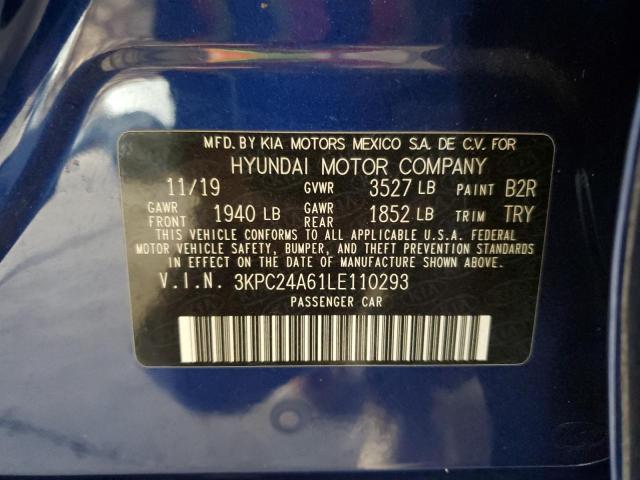 MFD. BY KIA MOTORS MEXICO S.A. DE C.V. FOR
HYUNDAI MOTOR COMPANY
11/19 GVWR 3527 LB PAINT B2R
GAWR FRONT 1940 LB GAWR REAR 1852 LB TRIM TRY
THIS VEHICLE CONFORMS TO ALL APPLICABLE U.S.A. FEDERAL
MOTOR VEHICLE SAFETY, BUMPER, AND THEFT PREVENTION STANDARDS
IN EFFECT ON THE DATE OF MANUFACTURE SHOWN ABOVE.
V.I.N. 3KPC24A61LE110293
PASSENGER CAR